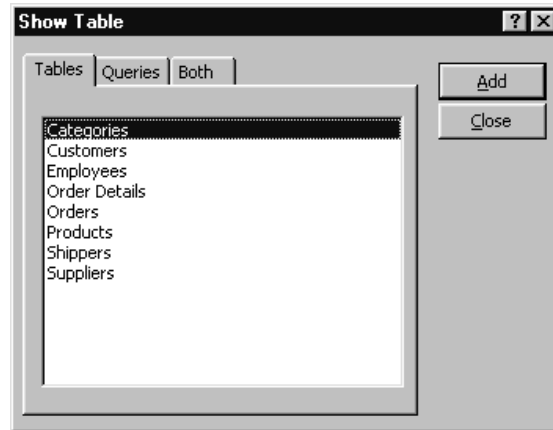 Show Table
Tables Queries Both
Add
Close
Categories
Customers
Employees
Order Details
Orders
Products
Shippers
Suppliers